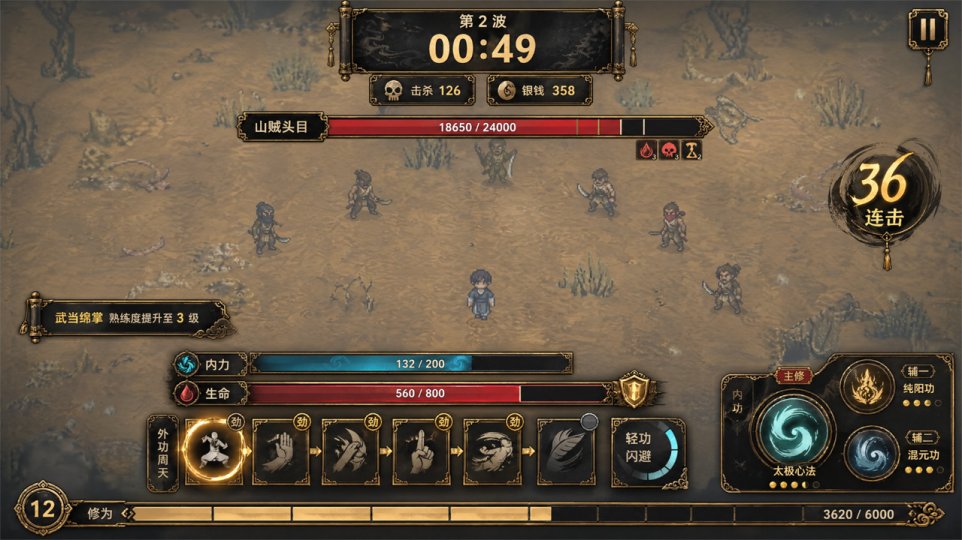 第 2 波
00:49
击杀 126
银钱 358
山贼头目
18650 / 24000
3
3
2
36
连击
武当绵掌 熟练度提升至 3 级
内力
132 / 200
生命
560 / 800
外功周天
劲
劲
劲
劲
劲
轻功
闪避
内功
主修
太极心法
辅一
纯阳功
辅二
混元功
12
修为
3620 / 6000